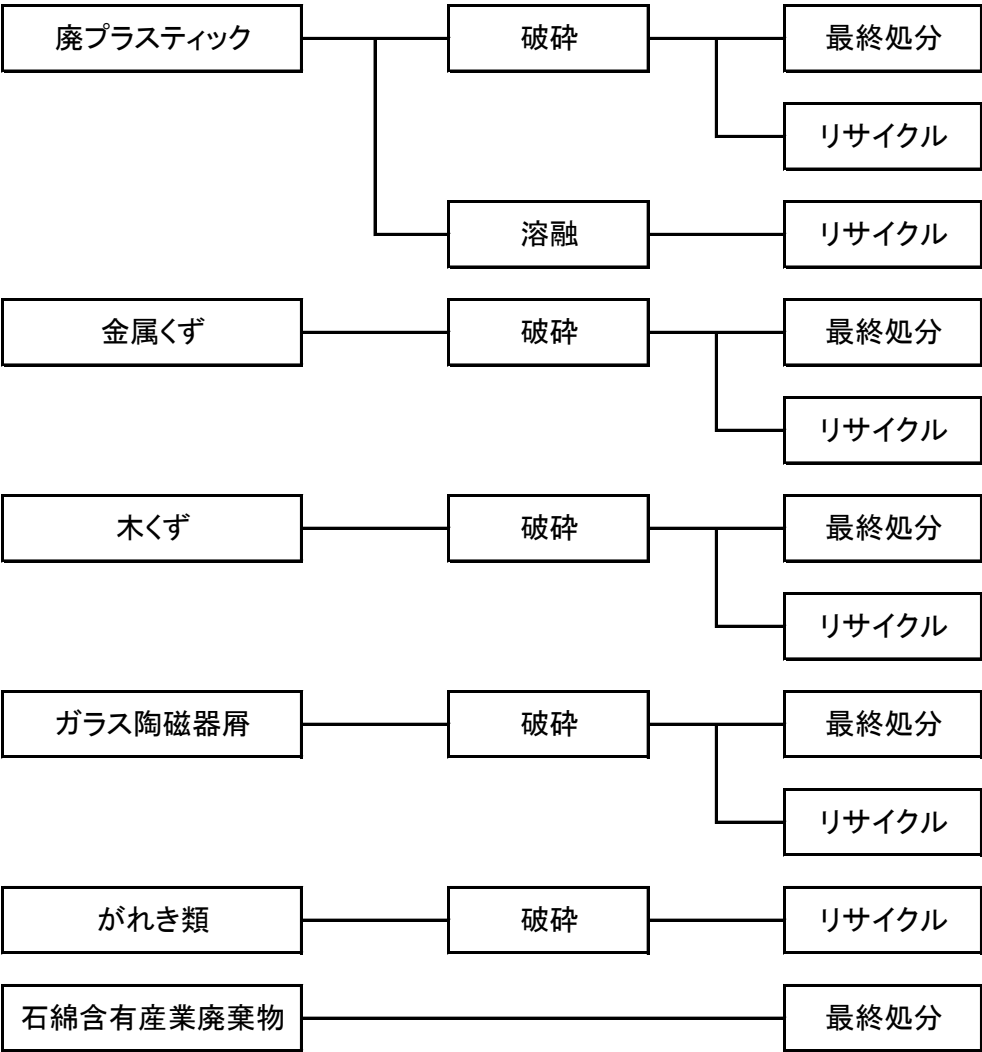 廃プラスティック 破砕 最終処分
リサイクル
溶融 リサイクル
金属くず 破砕 最終処分
リサイクル
木くず 破砕 最終処分
リサイクル
ガラス陶磁器屑 破砕 最終処分
リサイクル
がれき類 破砕 リサイクル
石綿含有産業廃棄物 最終処分